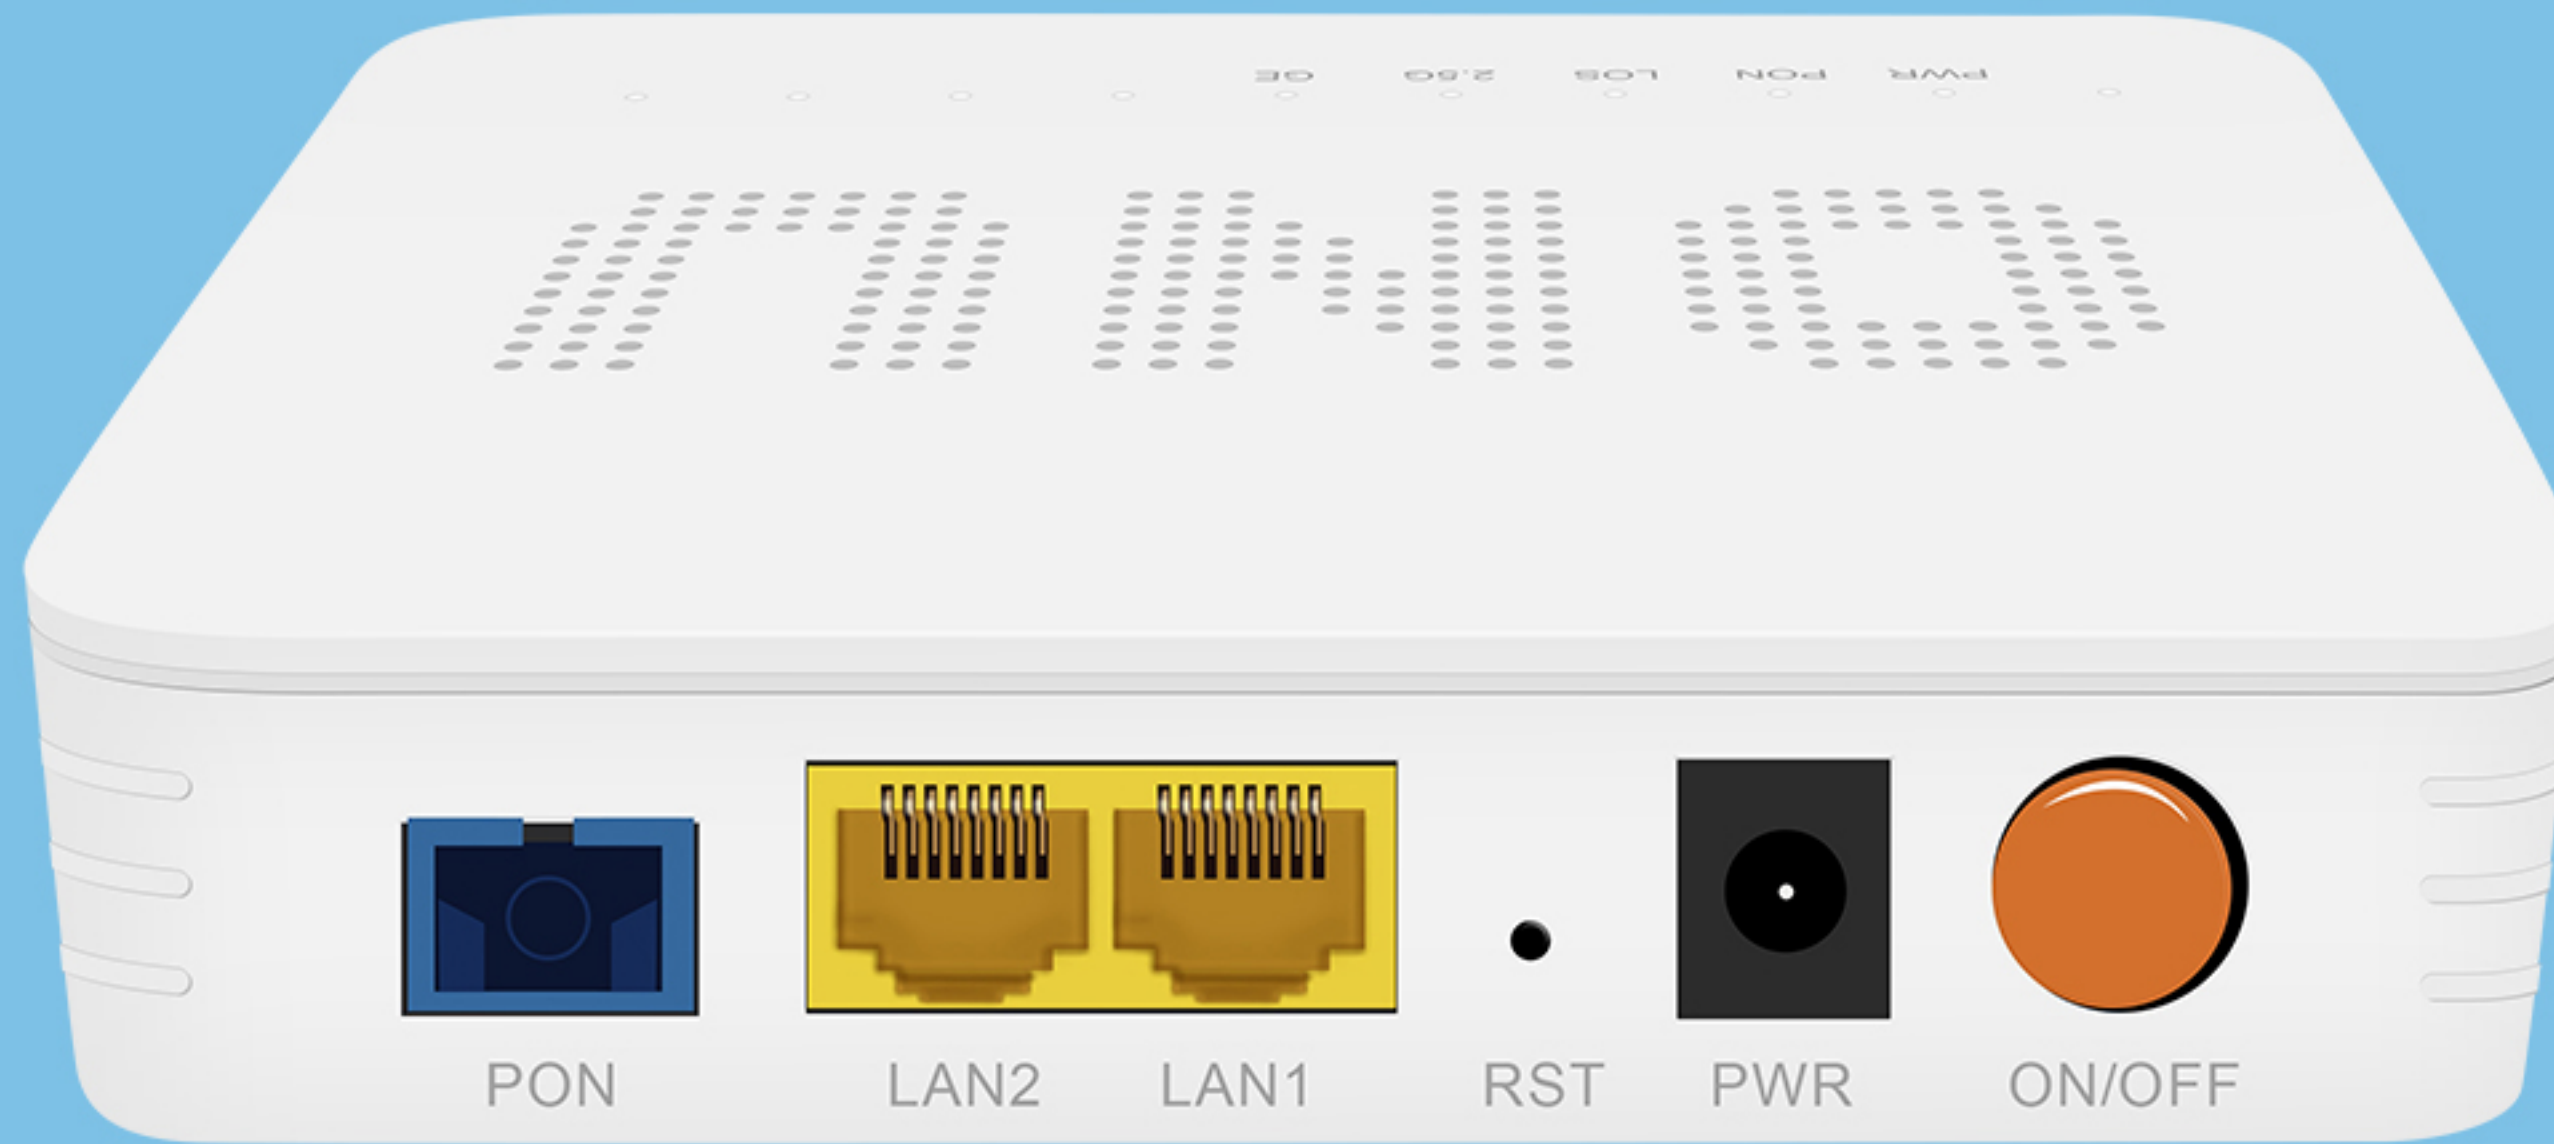 GE 2.5G LOS PON PWR
ONU
PON LAN2 LAN1 RST PWR ON/OFF